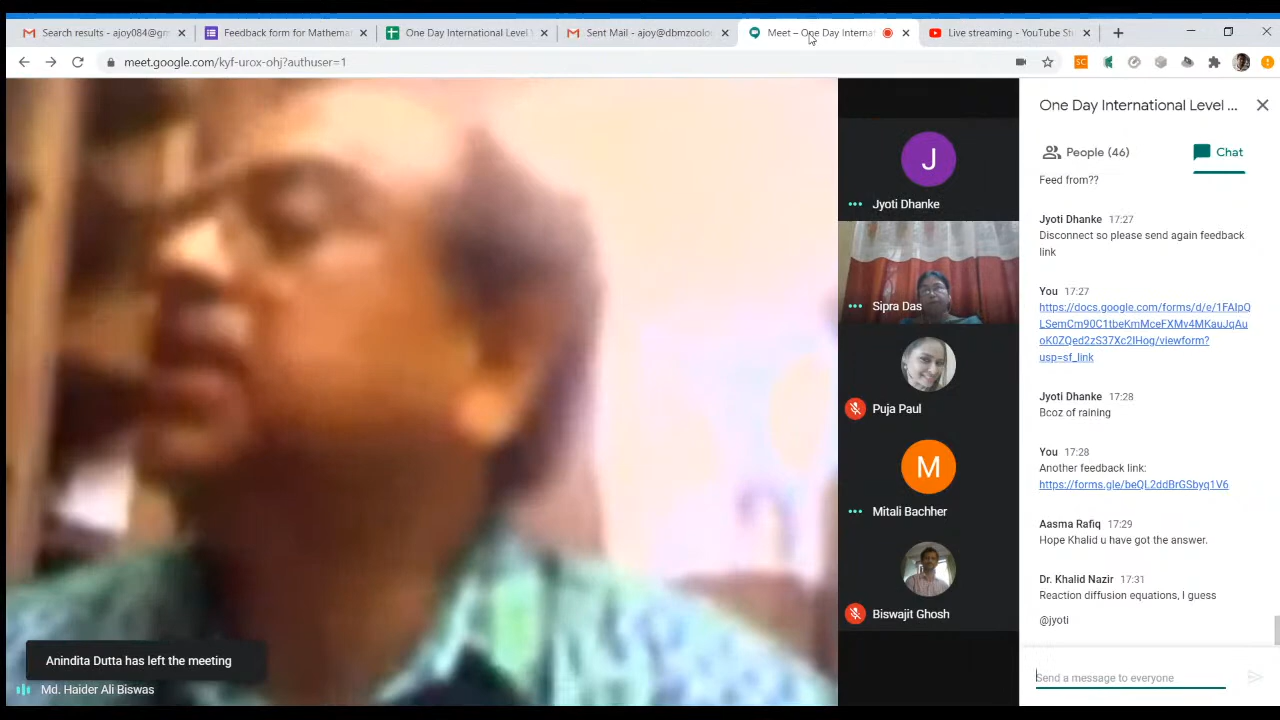 Search results - ajoy084@gm
Feedback form for Mathema
One Day International Level
Sent Mail - ajoy@dbmzoolo
Meet – One Day Internat
Live streaming - YouTube St
meet.google.com/kyf-urox-ohj?authuser=1
SC
One Day International Level ...
People (46)
Chat
Feed from??
Jyoti Dhanke 17:27
Disconnect so please send again feedback
link
You 17:27
https://docs.google.com/forms/d/e/1FAIpQ
LSemCm90C1tbeKmMceFXMv4MKauJqAu
oK0ZQed2zS37Xc2IHog/viewform?
usp=sf_link
Jyoti Dhanke 17:28
Bcoz of raining
You 17:28
Another feedback link:
https://forms.gle/beQL2ddBrGSbyq1V6
Aasma Rafiq 17:29
Hope Khalid u have got the answer.
Dr. Khalid Nazir 17:31
Reaction diffusion equations, I guess
@jyoti
Send a message to everyone
J
Jyoti Dhanke
Sipra Das
Puja Paul
M
Mitali Bachher
Biswajit Ghosh
Anindita Dutta has left the meeting
Md. Haider Ali Biswas